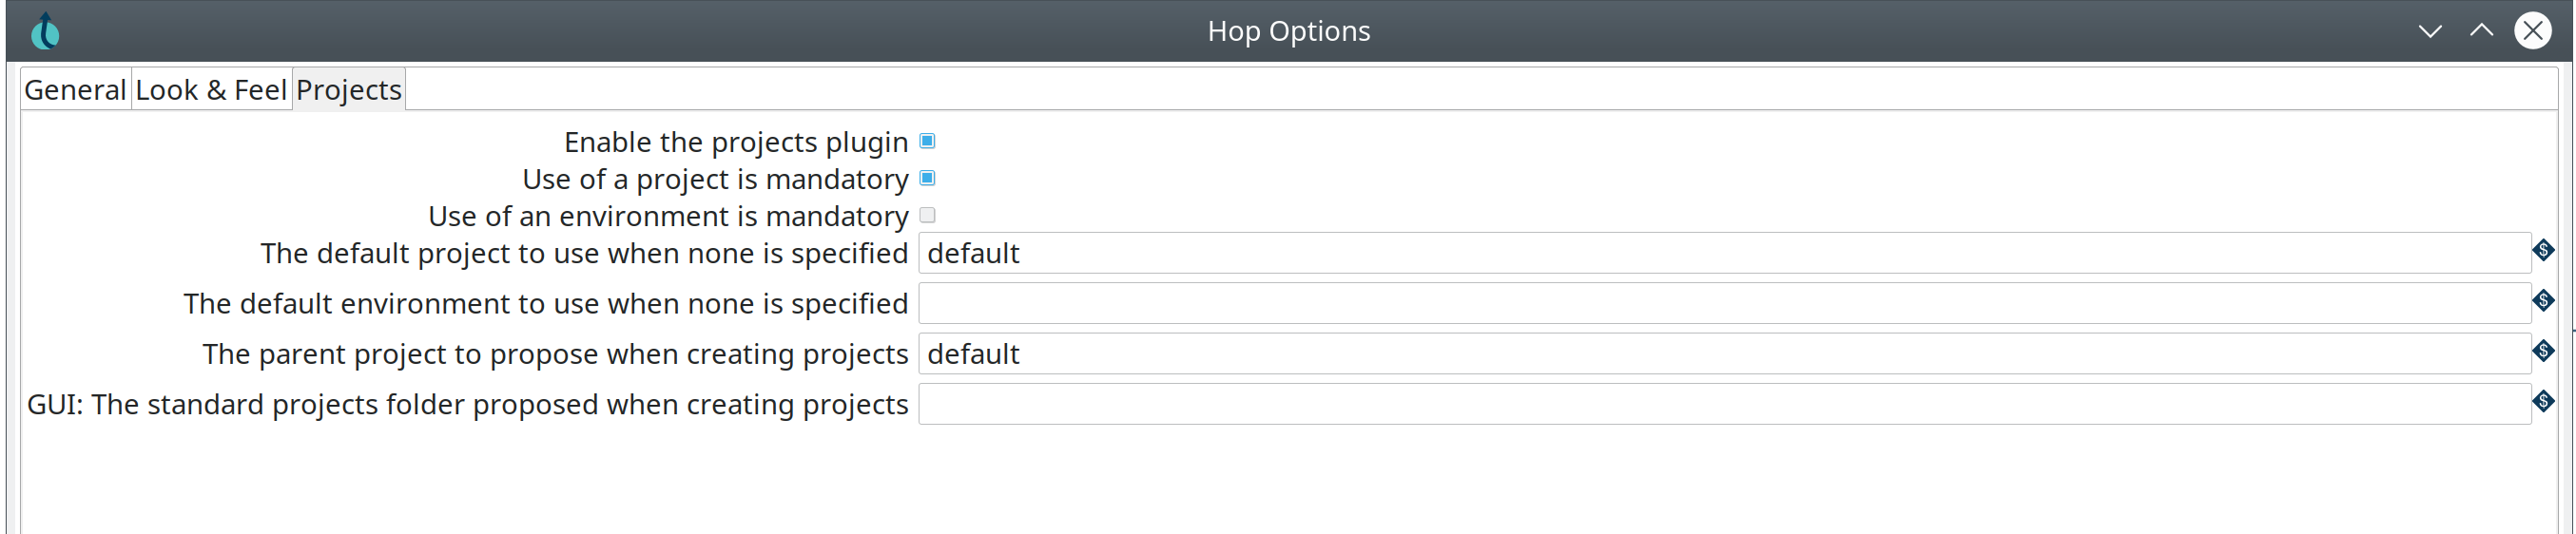 Hop Options
General Look & Feel Projects
Enable the projects plugin
Use of a project is mandatory
Use of an environment is mandatory
The default project to use when none is specified default
The default environment to use when none is specified
The parent project to propose when creating projects default
GUI: The standard projects folder proposed when creating projects